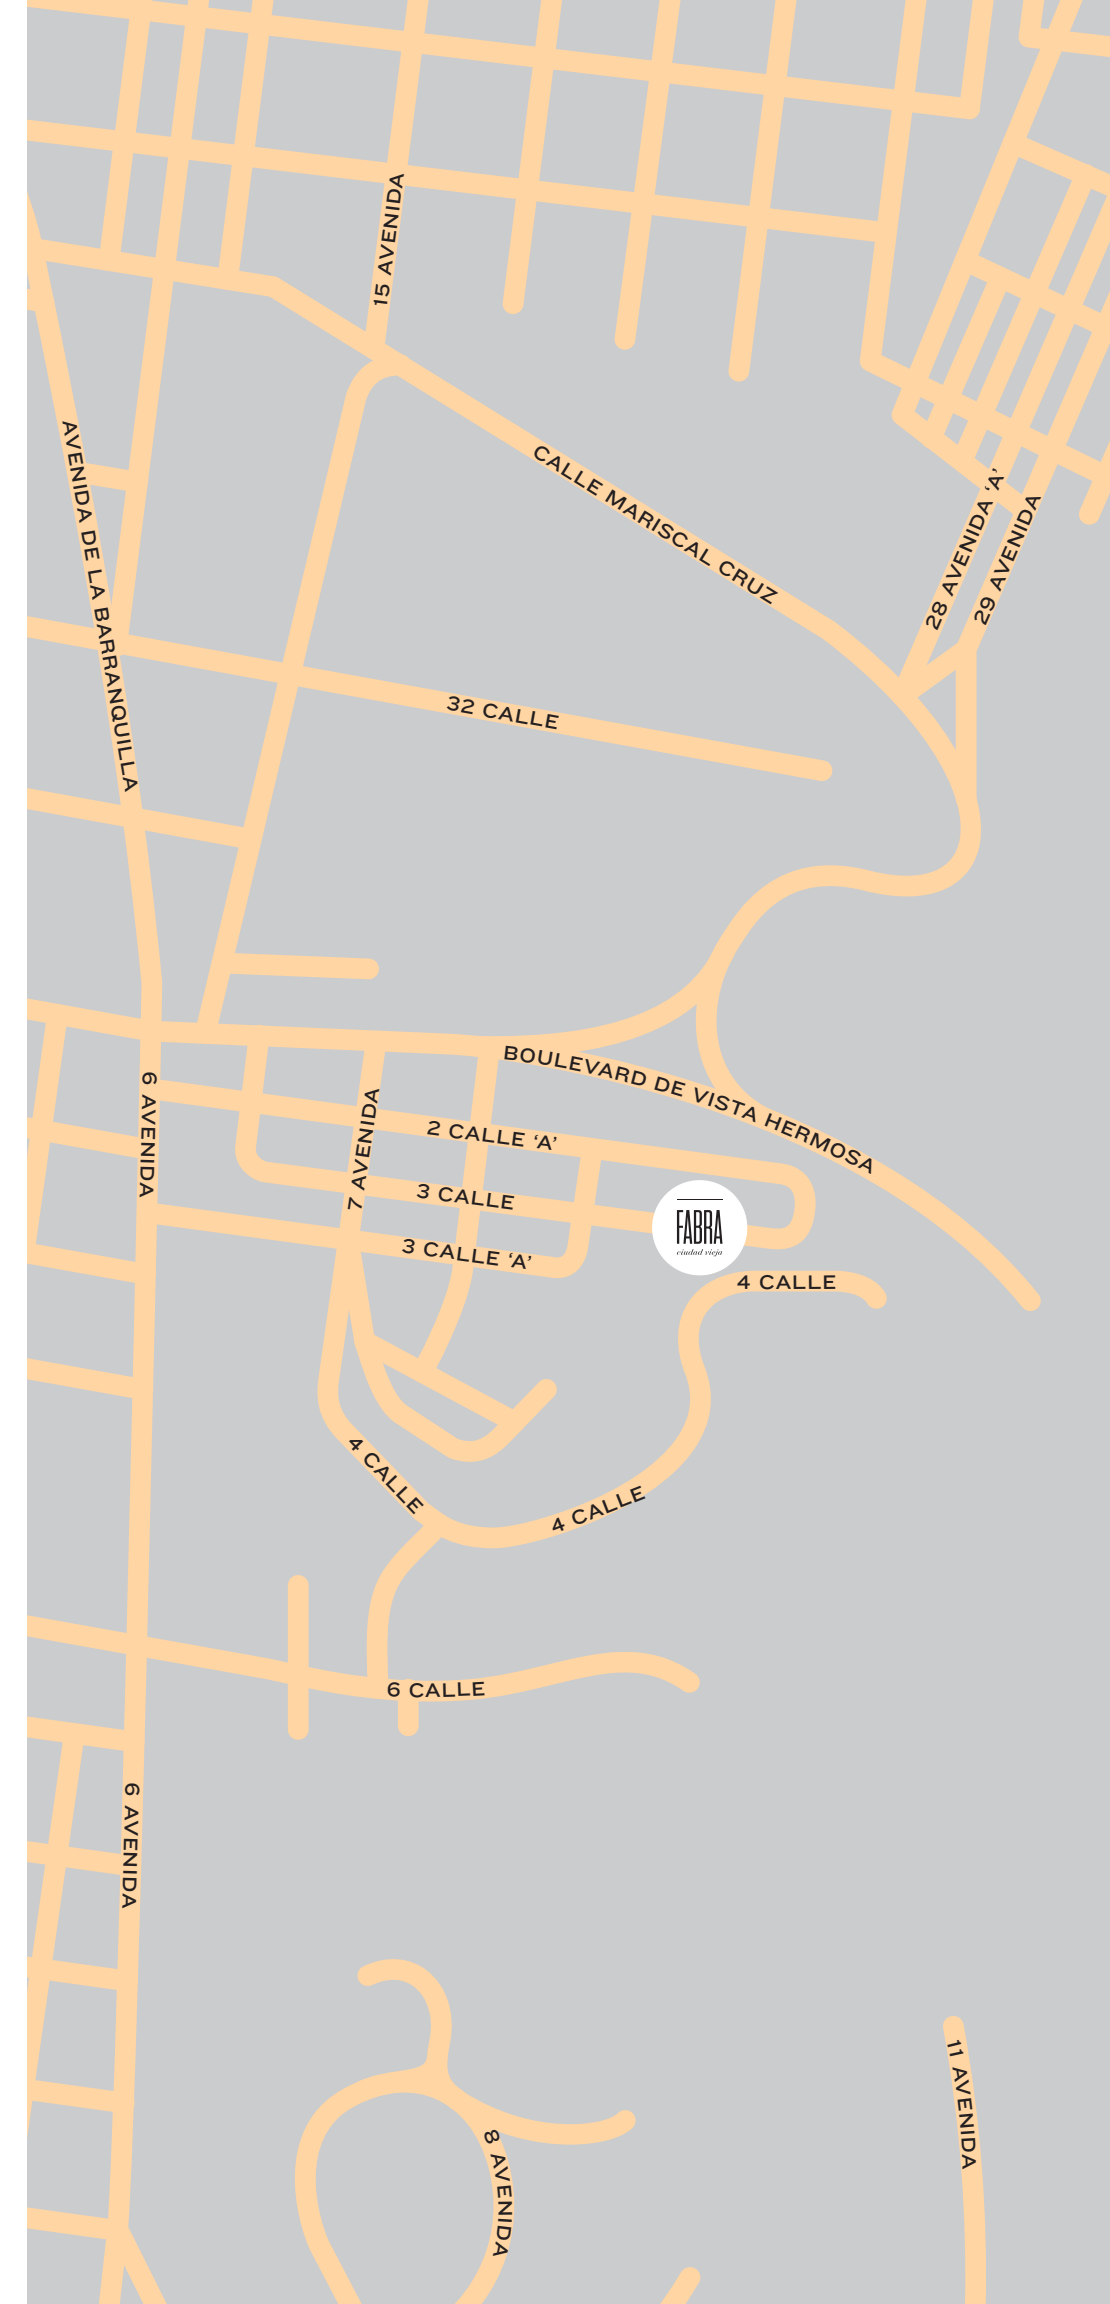 15 AVENIDA
AVENIDA DE LA BARRANQUILLA
CALLE MARISCAL CRUZ
28 AVENIDA ‘A’
29 AVENIDA
32 CALLE
BOULEVARD DE VISTA HERMOSA
6 AVENIDA
7 AVENIDA
2 CALLE ‘A’
3 CALLE
FABRA
ciudad vieja
3 CALLE ‘A’
4 CALLE
4 CALLE
4 CALLE
6 CALLE
6 AVENIDA
11 AVENIDA
8 AVENIDA